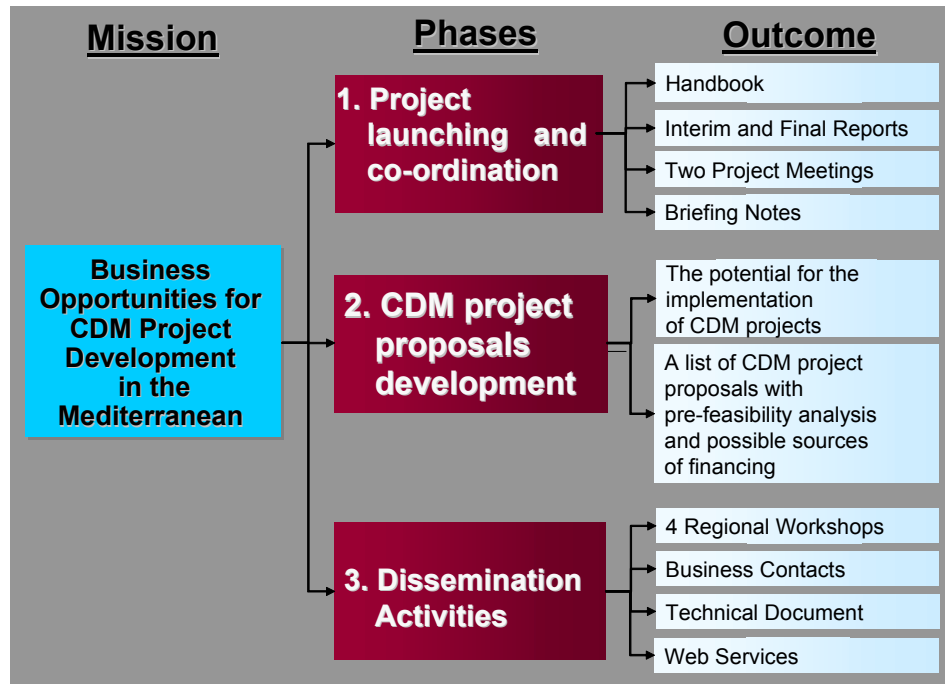 Mission
Phases
Outcome
Business
Opportunities for
CDM Project
Development
in the
Mediterranean
1. Project
launching and
co-ordination
Handbook
Interim and Final Reports
Two Project Meetings
Briefing Notes
2. CDM project
proposals
development
The potential for the
implementation
of CDM projects
A list of CDM project
proposals with
pre-feasibility analysis
and possible sources
of financing
3. Dissemination
Activities
4 Regional Workshops
Business Contacts
Technical Document
Web Services